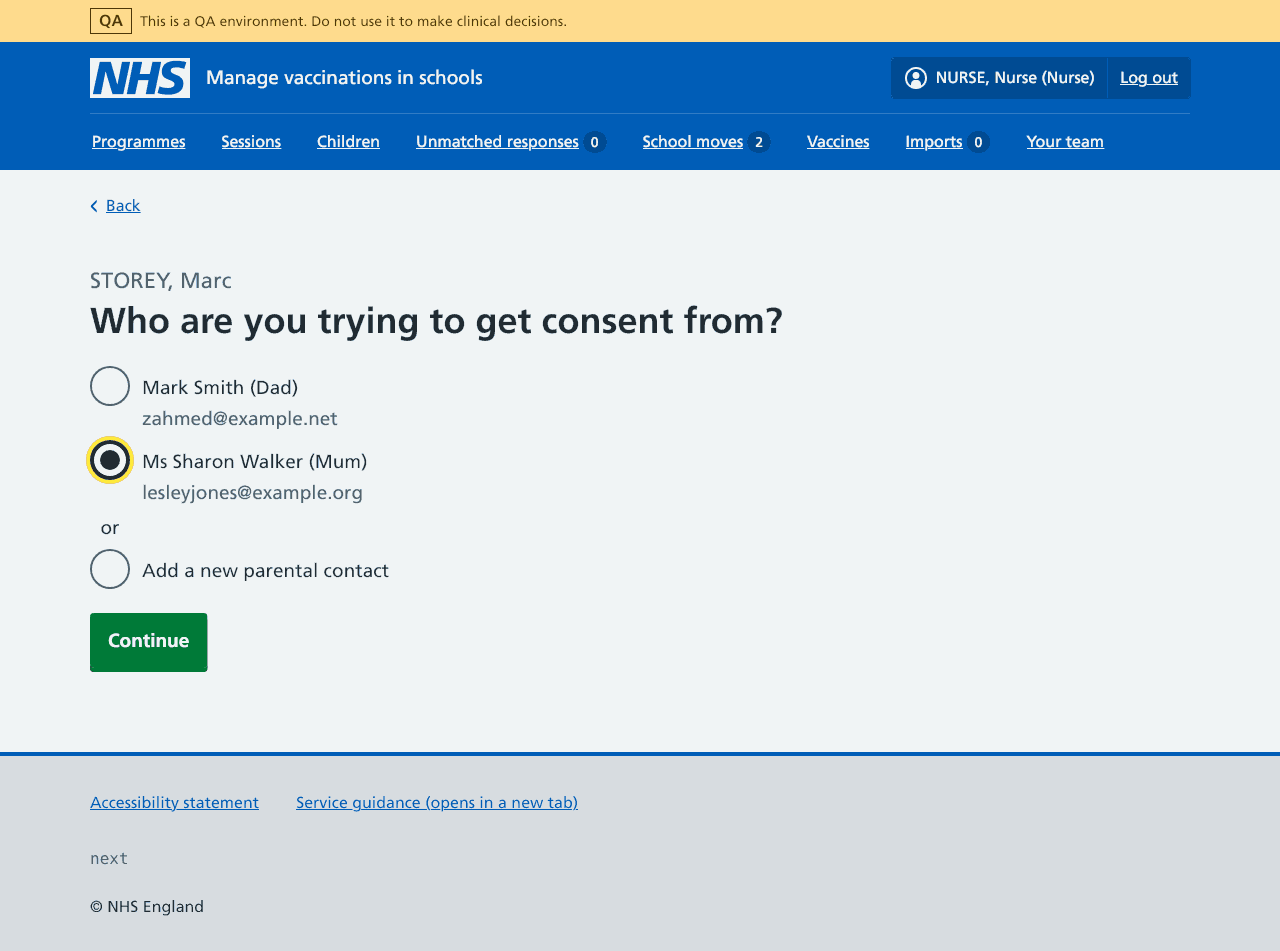 QA This is a QA environment. Do not use it to make clinical decisions.
NHS Manage vaccinations in schools NURSE, Nurse (Nurse) Log out
Programmes Sessions Children Unmatched responses 0 School moves 2 Vaccines Imports 0 Your team
Back
STOREY, Marc
Who are you trying to get consent from?
Mark Smith (Dad)
zahmed@example.net
Ms Sharon Walker (Mum)
lesleyjones@example.org
or
Add a new parental contact
Continue
Accessibility statement Service guidance (opens in a new tab)
next
© NHS England